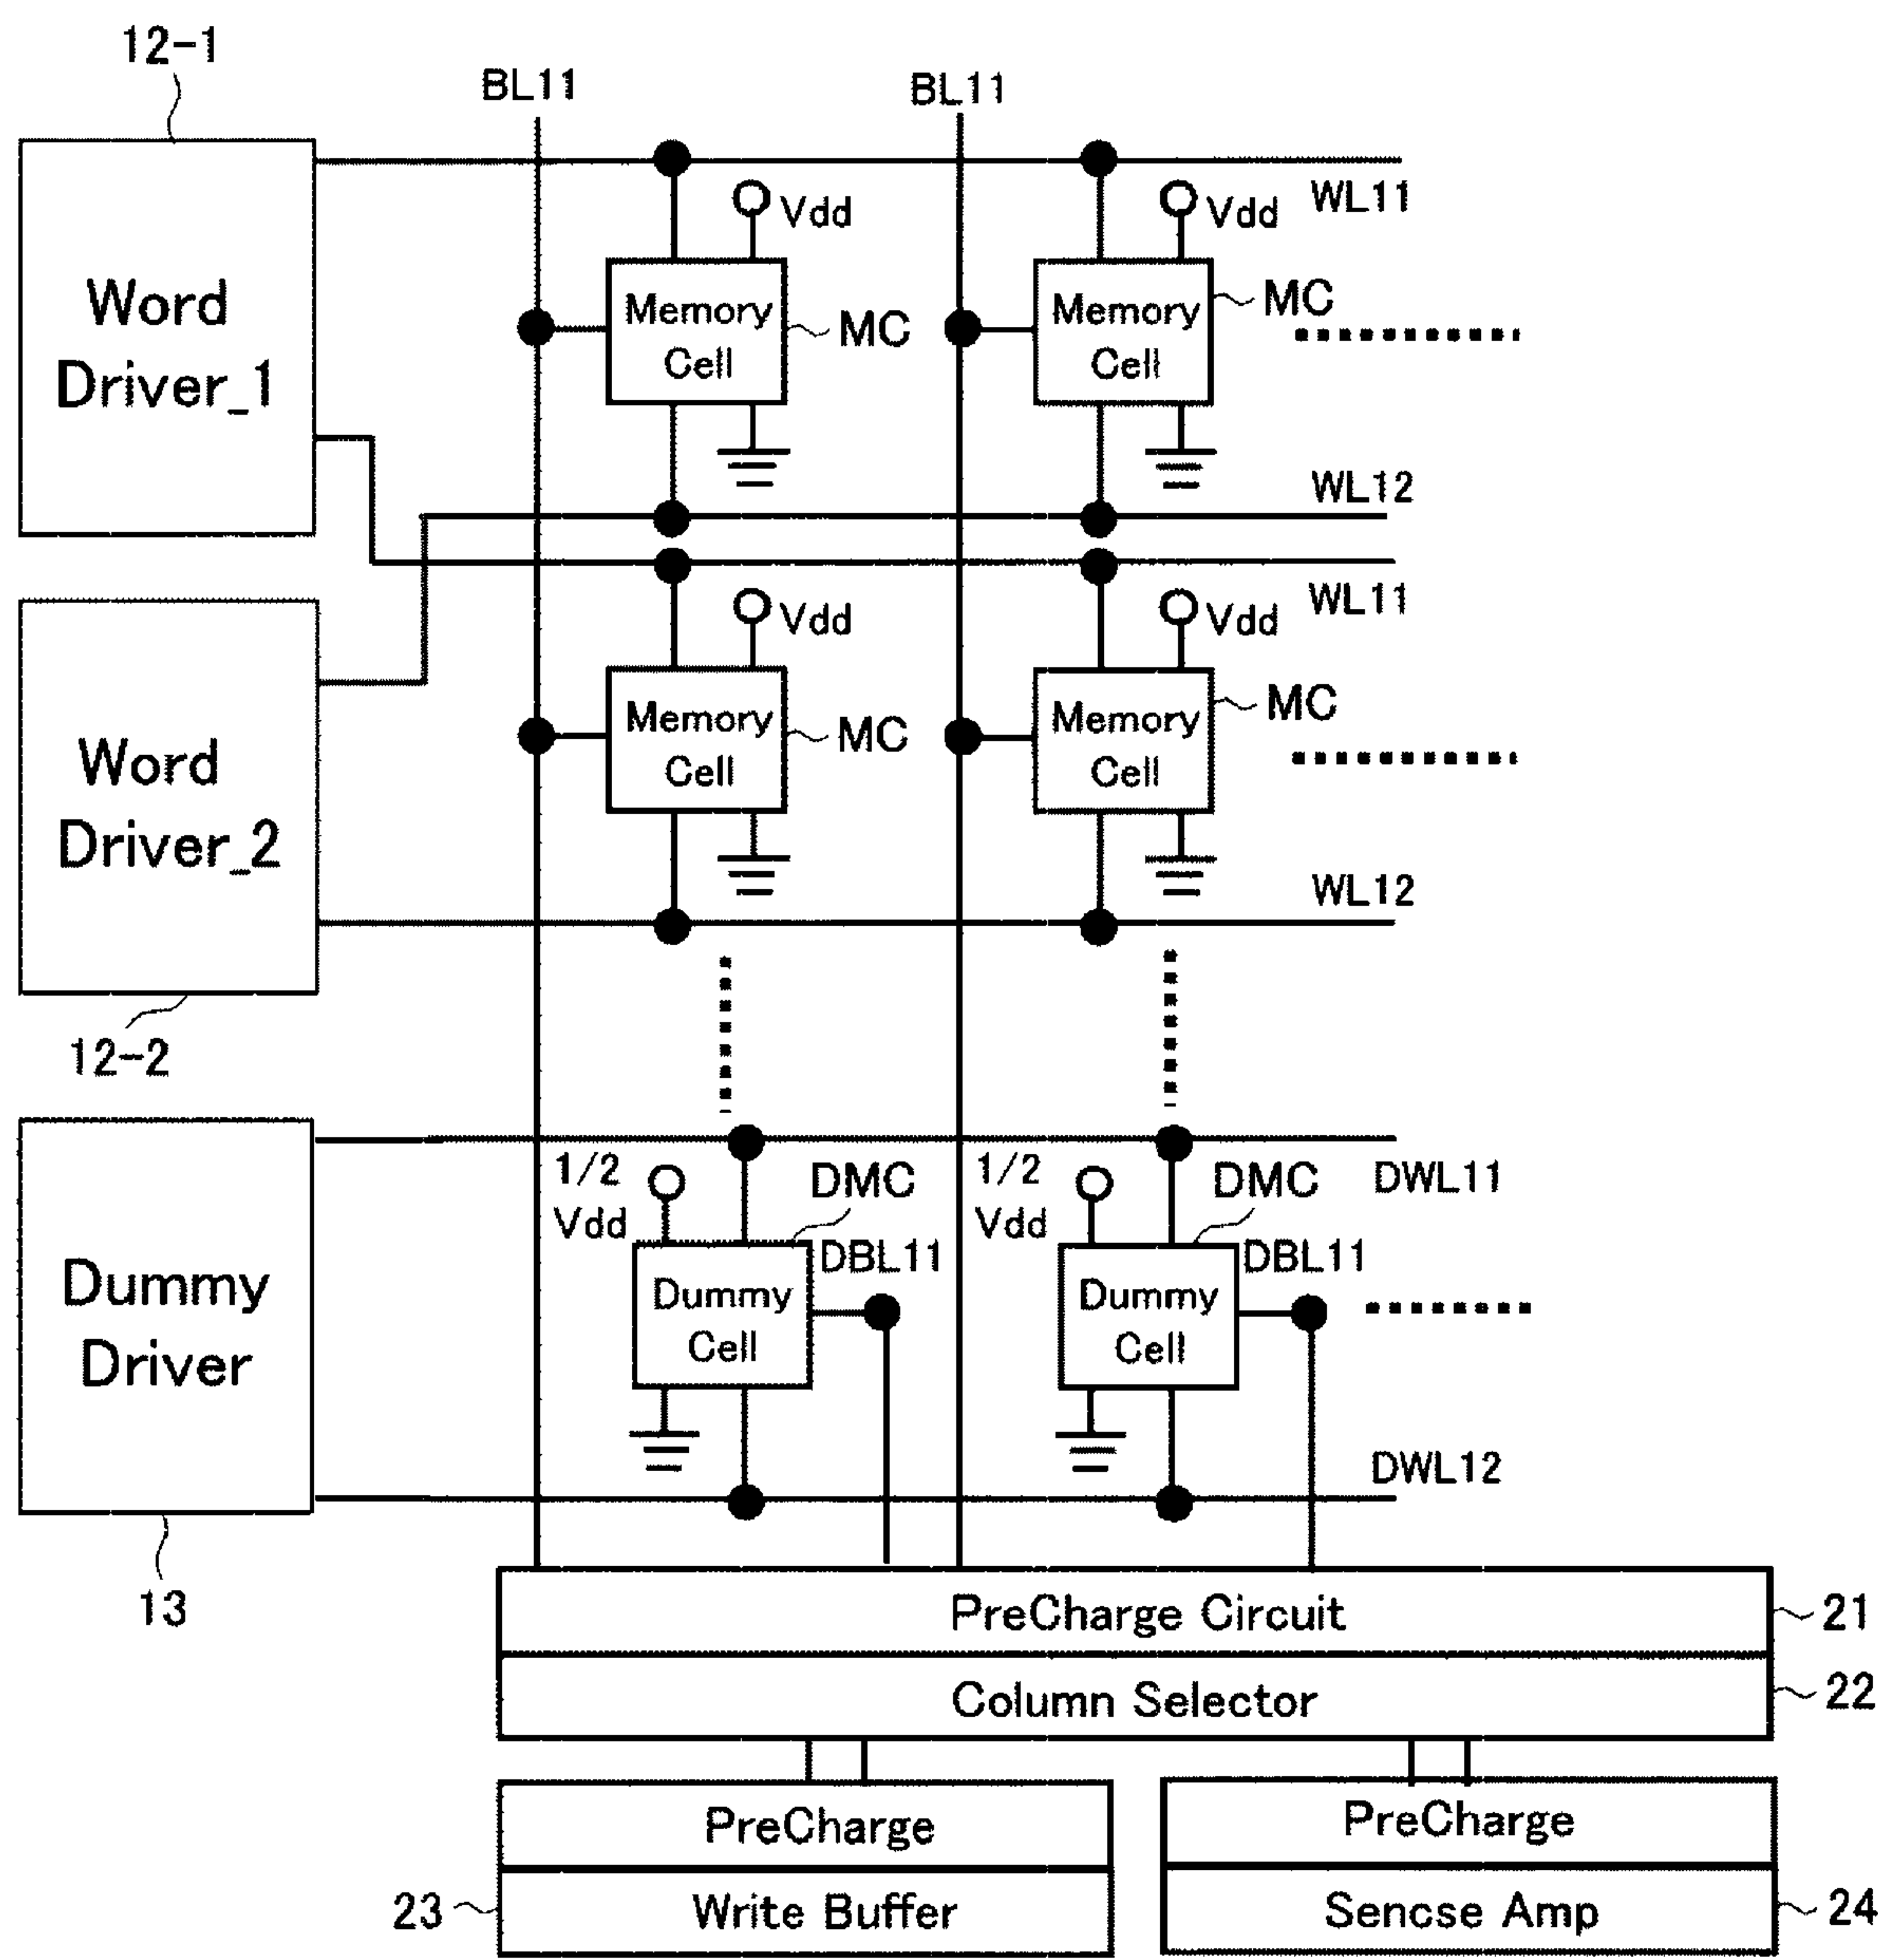 12-1
BL11
BL11
Word
Driver_1
Vdd
Vdd
WL11
Memory
Cell
MC
Memory
Cell
MC
WL12
WL11
Word
Driver_2
Vdd
Vdd
Memory
Cell
MC
Memory
Cell
MC
WL12
12-2
Dummy
Driver
1/2
Vdd
DMC
1/2
Vdd
DMC
DWL11
DBL11
DBL11
Dummy
Cell
Dummy
Cell
DWL12
13
PreCharge Circuit
21
Column Selector
22
PreCharge
PreCharge
23
Write Buffer
Sencse Amp
24